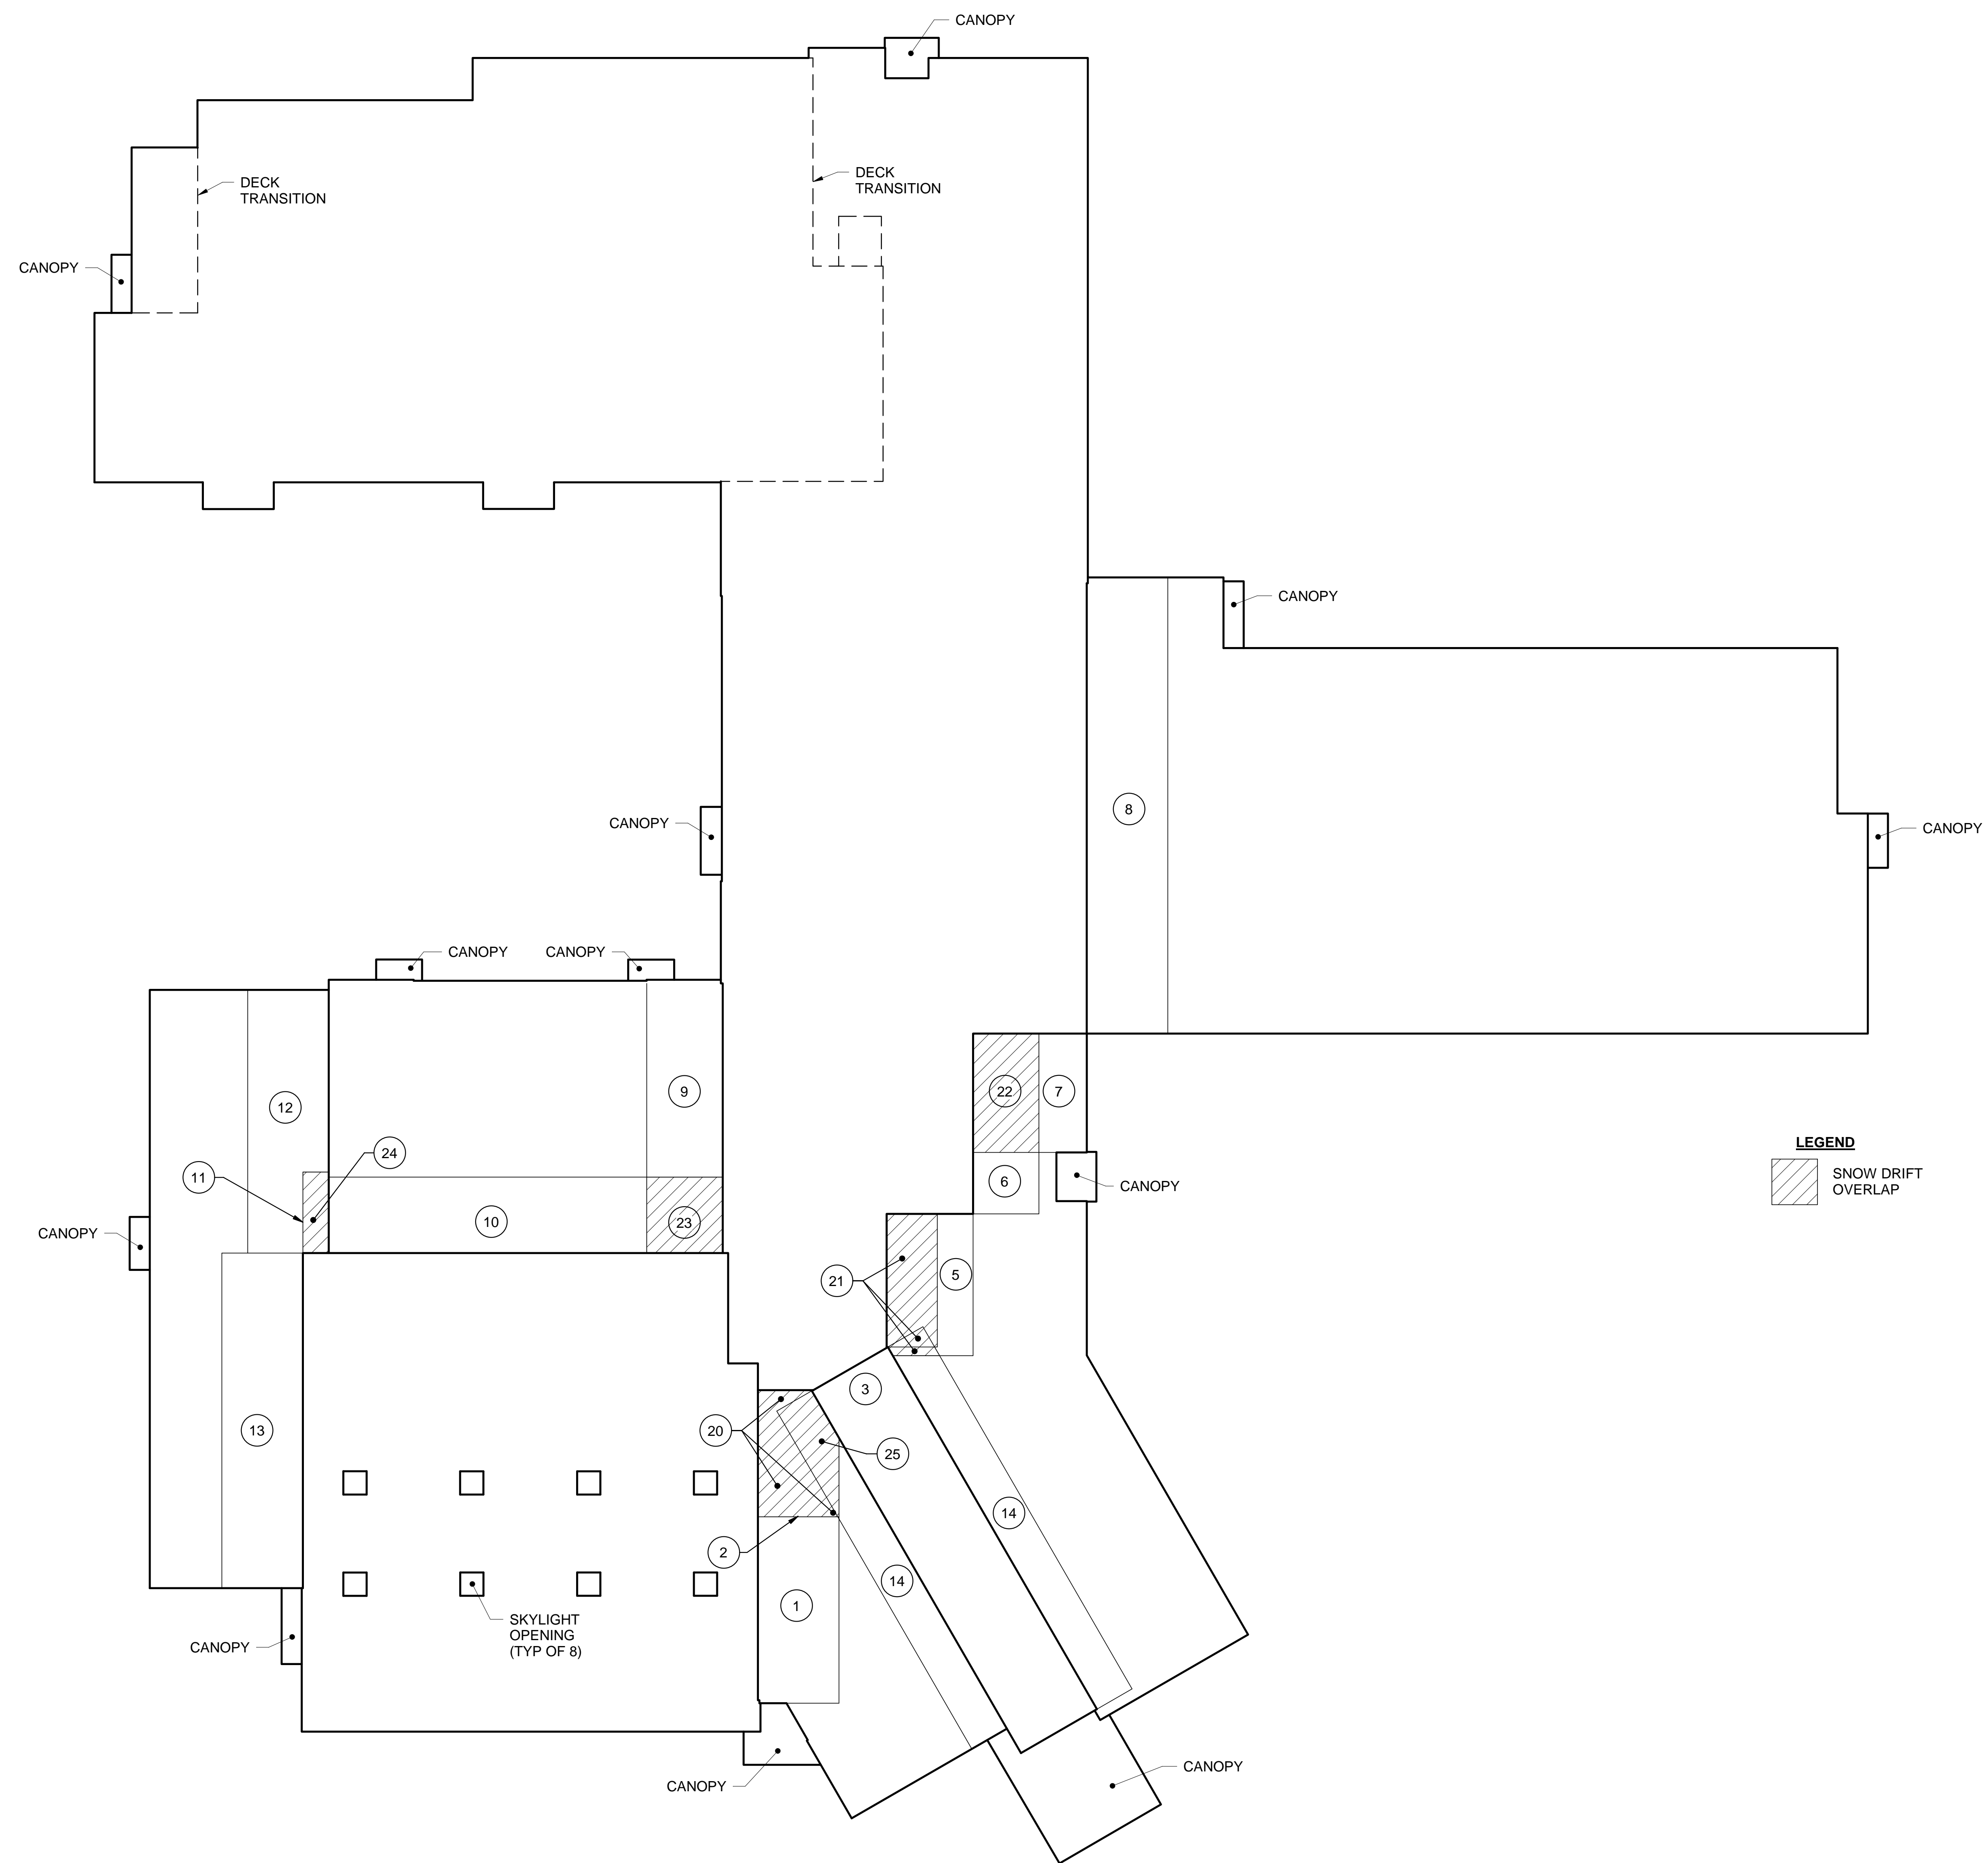 CANOPY
DECK
TRANSITION
DECK
TRANSITION
CANOPY
CANOPY
CANOPY
CANOPY
8
CANOPY
CANOPY
9
22
7
12
24
LEGEND
SNOW DRIFT
OVERLAP
11
6
CANOPY
10
23
CANOPY
21
5
3
20
13
25
14
2
14
1
SKYLIGHT
OPENING
(TYP OF 8)
CANOPY
CANOPY
CANOPY